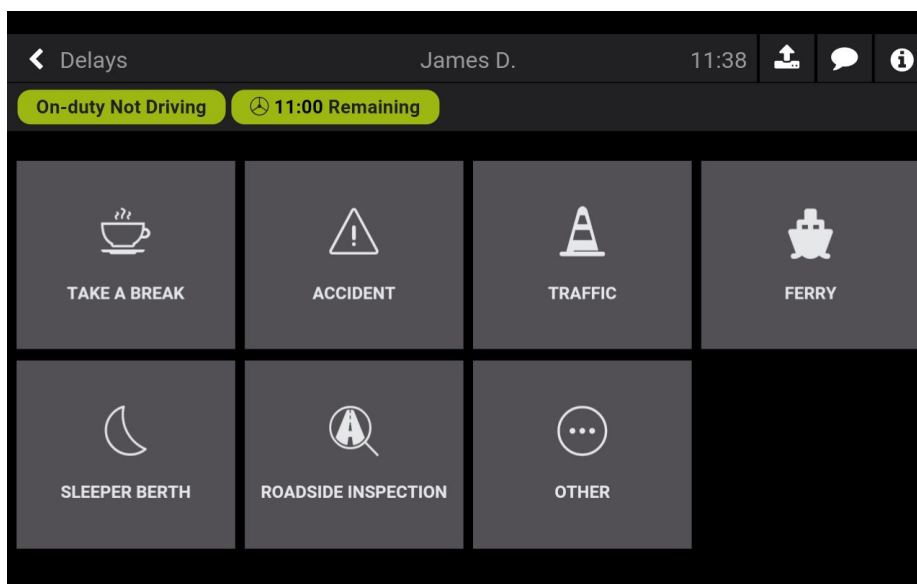 Delays James D. 11:38
On-duty Not Driving 11:00 Remaining
TAKE A BREAK ACCIDENT TRAFFIC FERRY
SLEEPER BERTH ROADSIDE INSPECTION OTHER